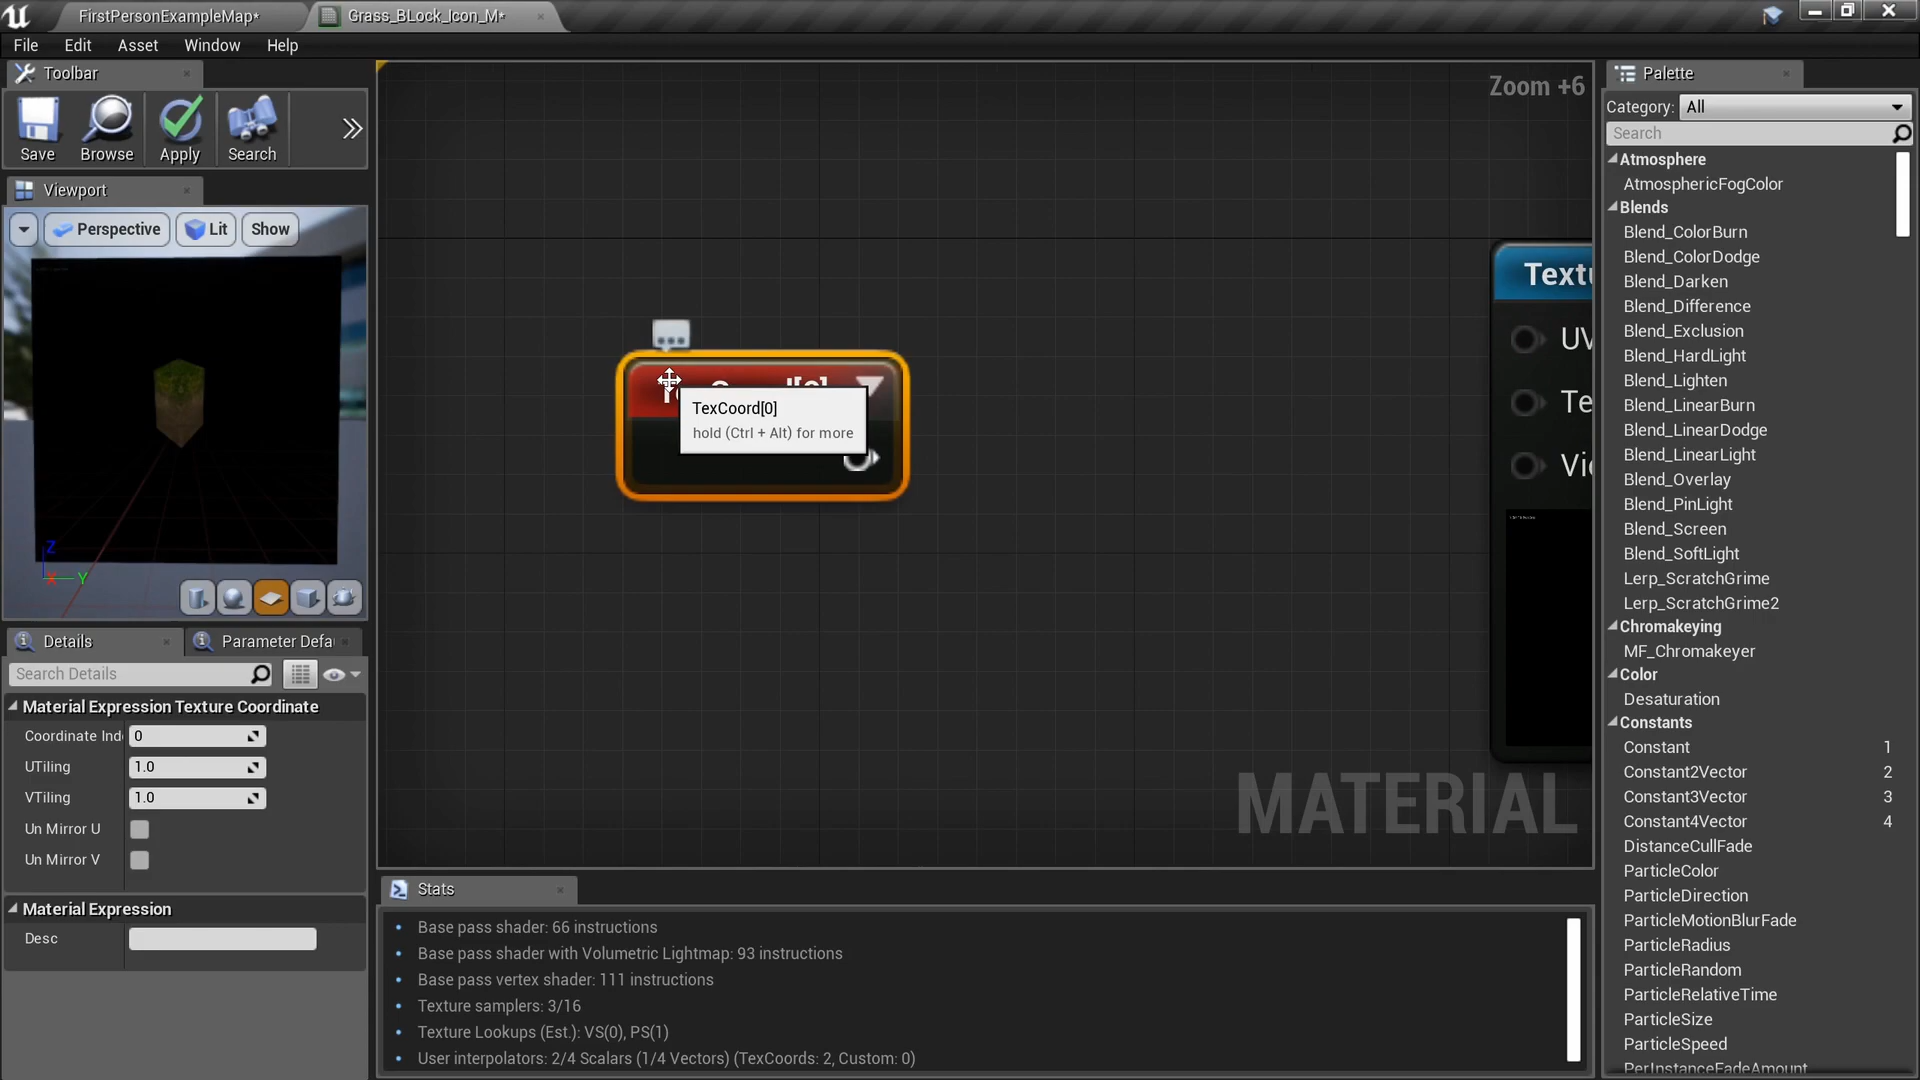 FirstPersonExampleMap*
Grass_BLock_Icon_M*
File
Edit
Asset
Window
Help
Toolbar
Save
Browse
Apply
Search
Viewport
Perspective
Lit
Show
Z
X
Y
Details
Parameter Defa
Search Details
Material Expression Texture Coordinate
Coordinate Ind
0
UTiling
1.0
VTiling
1.0
Un Mirror U
Un Mirror V
Material Expression
Desc
Zoom +6
TexCoord[0]
hold (Ctrl + Alt) for more
Textu
UV
Te
Vie
MATERIAL
Stats
Base pass shader: 66 instructions
Base pass shader with Volumetric Lightmap: 93 instructions
Base pass vertex shader: 111 instructions
Texture samplers: 3/16
Texture Lookups (Est.): VS(0), PS(1)
User interpolators: 2/4 Scalars (1/4 Vectors) (TexCoords: 2, Custom: 0)
Palette
Category:
All
Search
Atmosphere
AtmosphericFogColor
Blends
Blend_ColorBurn
Blend_ColorDodge
Blend_Darken
Blend_Difference
Blend_Exclusion
Blend_HardLight
Blend_Lighten
Blend_LinearBurn
Blend_LinearDodge
Blend_LinearLight
Blend_Overlay
Blend_PinLight
Blend_Screen
Blend_SoftLight
Lerp_ScratchGrime
Lerp_ScratchGrime2
Chromakeying
MF_Chromakeyer
Color
Desaturation
Constants
Constant 1
Constant2Vector 2
Constant3Vector 3
Constant4Vector 4
DistanceCullFade
ParticleColor
ParticleDirection
ParticleMotionBlurFade
ParticleRadius
ParticleRandom
ParticleRelativeTime
ParticleSize
ParticleSpeed
PerInstanceFadeAmount